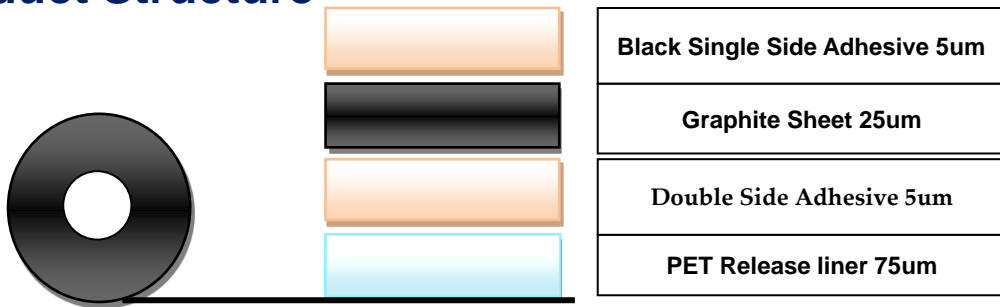 Black Single Side Adhesive 5um
Graphite Sheet 25um
Double Side Adhesive 5um
PET Release liner 75um